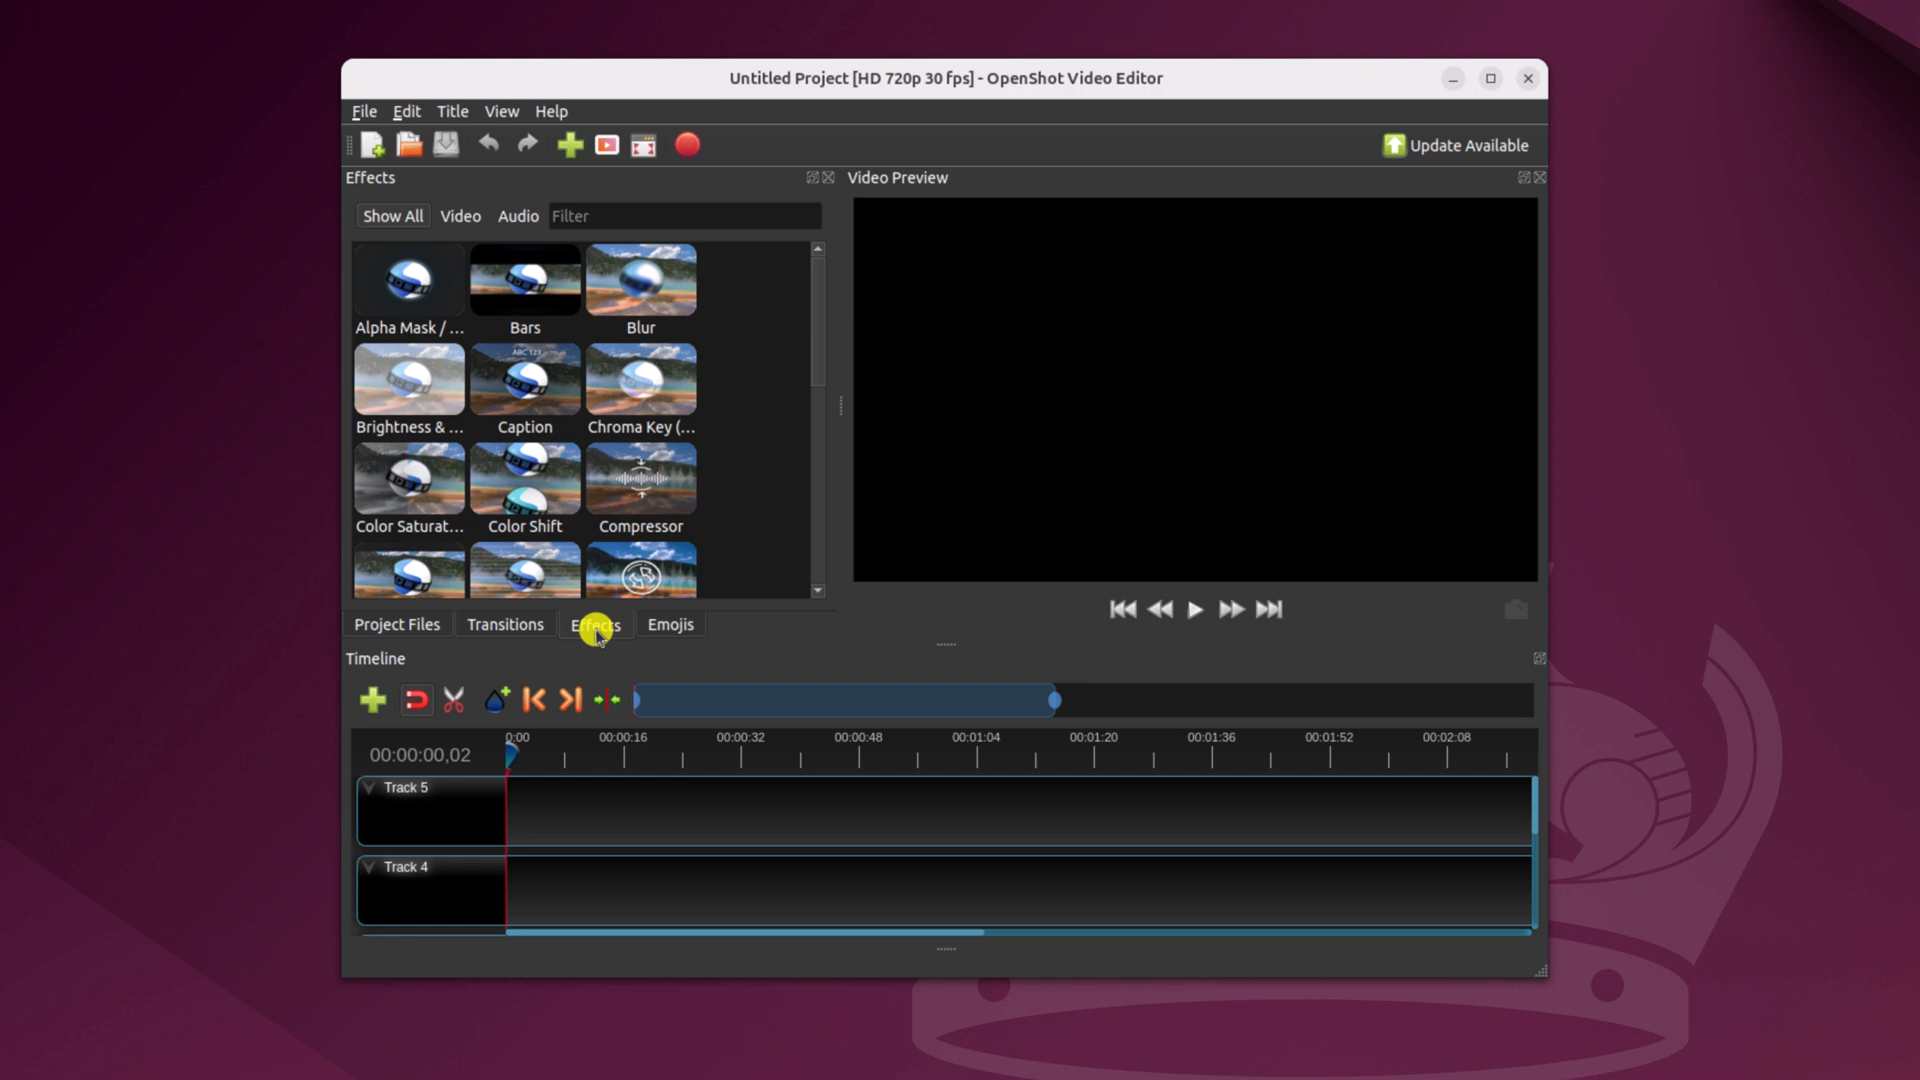 Untitled Project [HD 720p 30 fps] - OpenShot Video Editor
File Edit Title View Help
Update Available
Effects
Video Preview
Show All Video Audio Filter
Alpha Mask / ... Bars Blur
ABC 123
Brightness & ... Caption Chroma Key (...
Color Saturat... Color Shift Compressor
Project Files Transitions Effects Emojis
Timeline
0:00 00:00:16 00:00:32 00:00:48 00:01:04 00:01:20 00:01:36 00:01:52 00:02:08
00:00:00,02
Track 5
Track 4